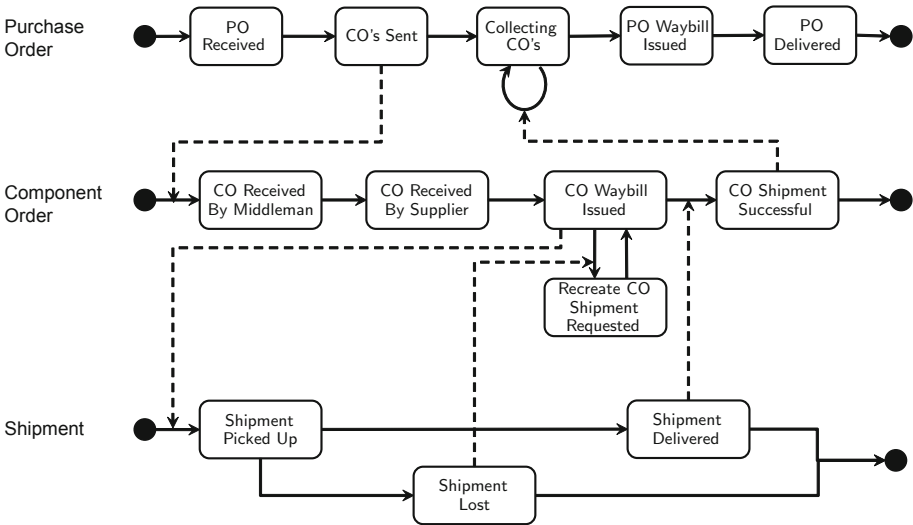 Purchase
Order
PO
Received
CO's Sent
Collecting
CO's
PO Waybill
Issued
PO
Delivered
Component
Order
CO Received
By Middleman
CO Received
By Supplier
CO Waybill
Issued
CO Shipment
Successful
Recreate CO
Shipment
Requested
Shipment
Shipment
Picked Up
Shipment
Delivered
Shipment
Lost